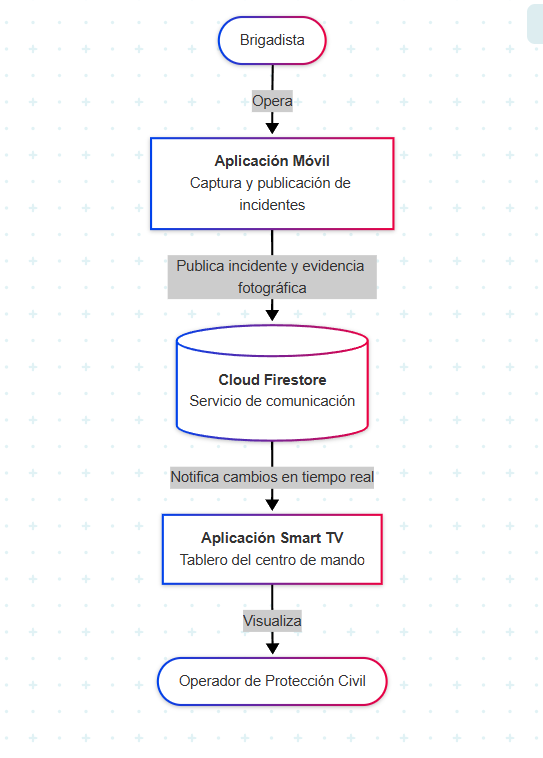 Brigadista
Opera
Aplicación Móvil
Captura y publicación de
incidentes
Publica incidente y evidencia
fotográfica
Cloud Firestore
Servicio de comunicación
Notifica cambios en tiempo real
Aplicación Smart TV
Tablero del centro de mando
Visualiza
Operador de Protección Civil